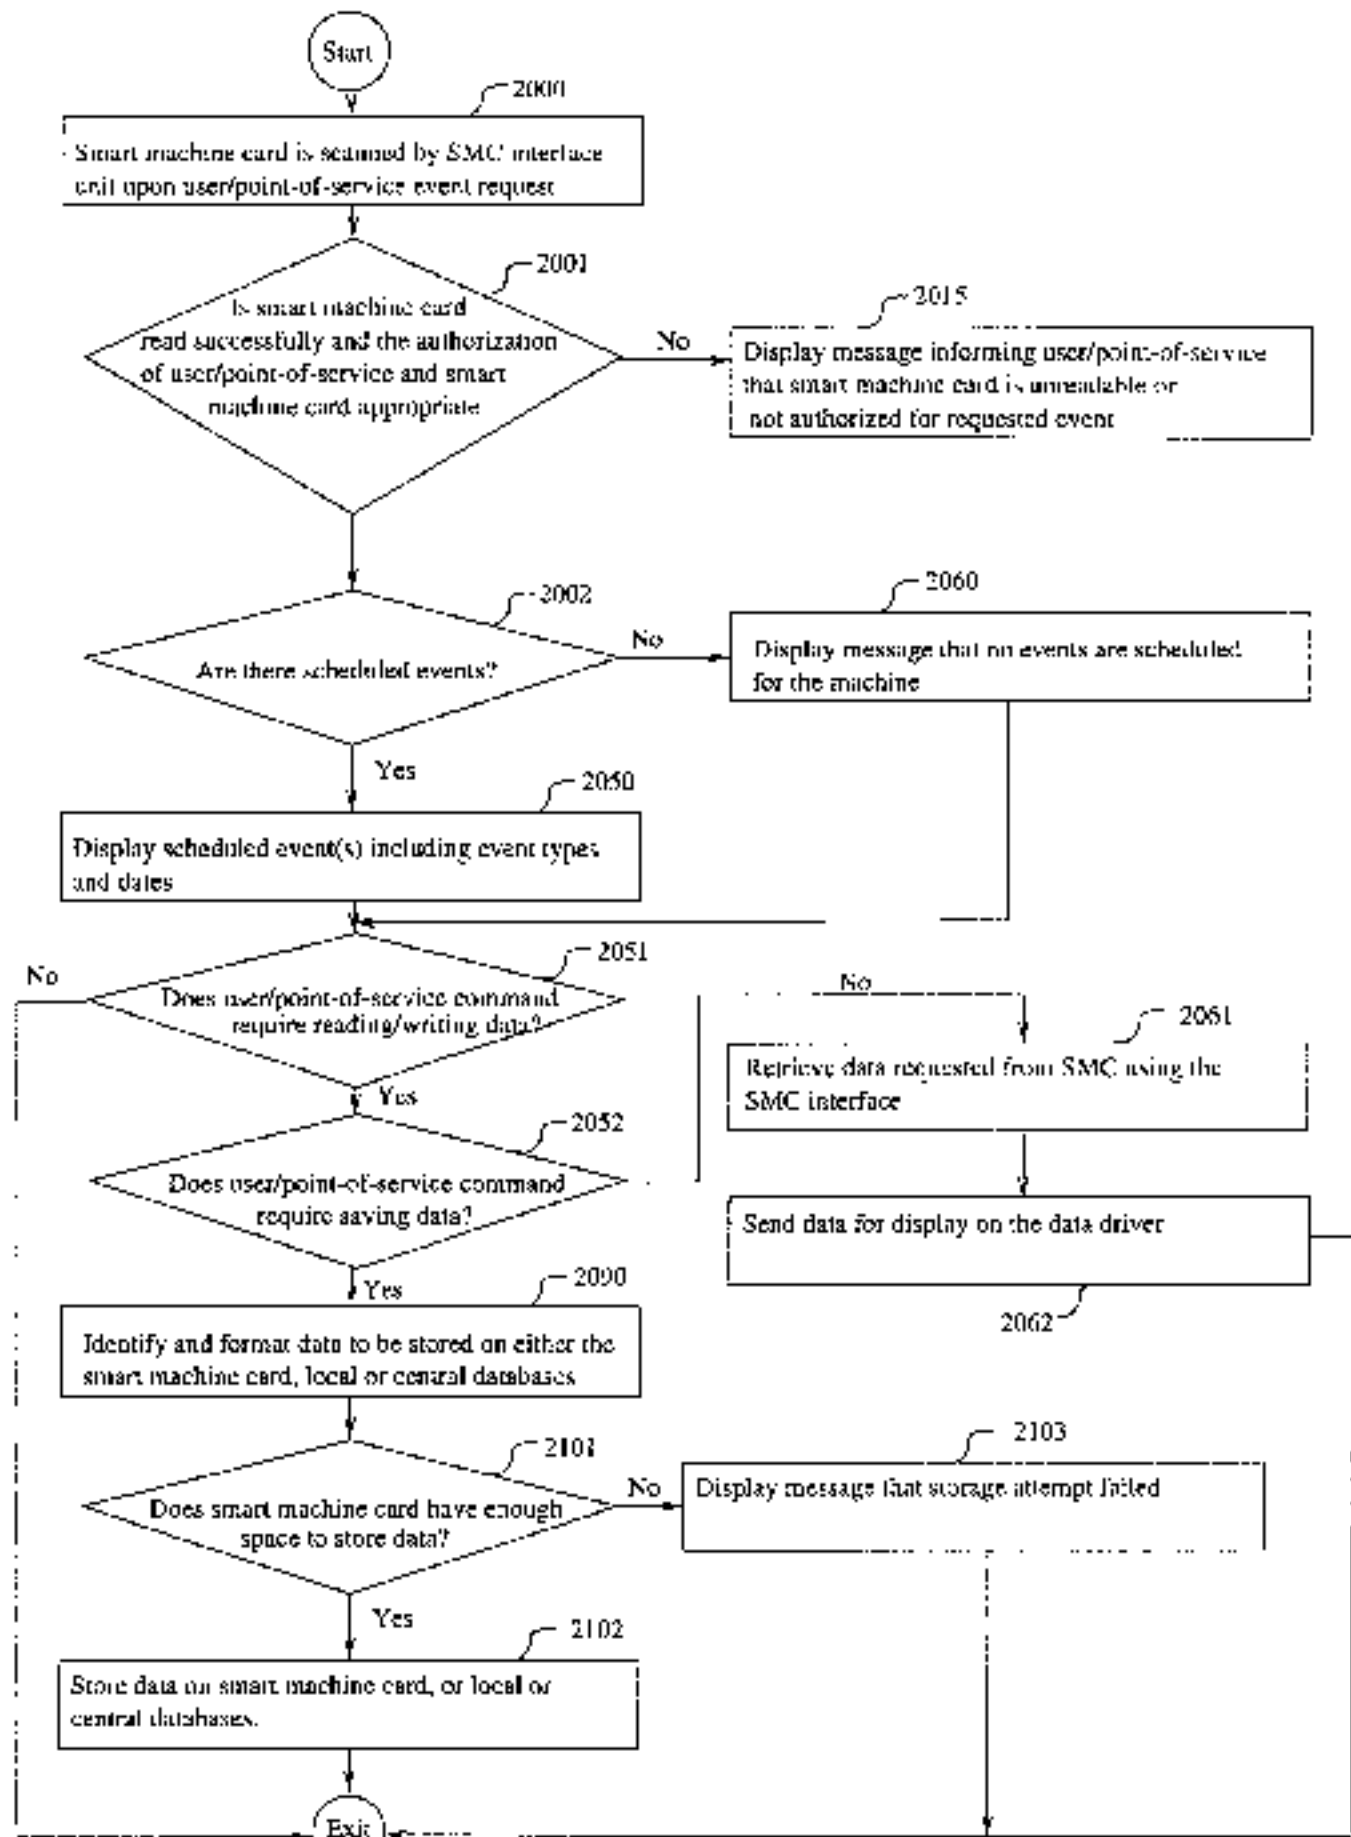 Start
2000
Smart machine card is scanned by SMC interface
unit upon user/point-of-service event request
2001
Is smart machine card
read successfully and the authorization
of user/point-of-service and smart
machine card appropriate
No
2015
Display message informing user/point-of-service
that smart machine card is unreadable or
not authorized for requested event
2002
Are there scheduled events?
No
2060
Display message that no events are scheduled
for the machine
Yes
2050
Display scheduled event(s) including event types
and dates
2051
No
Does user/point-of-service command
require reading/writing data?
No
2061
Retrieve data requested from SMC using the
SMC interface
Yes
2052
Does user/point-of-service command
require saving data?
Send data for display on the data driver
2062
Yes
2090
Identify and format data to be stored on either the
smart machine card, local or central databases
2101
Does smart machine card have enough
space to store data?
No
2103
Display message that storage attempt failed
Yes
2102
Store data on smart machine card, or local or
central databases.
Exit